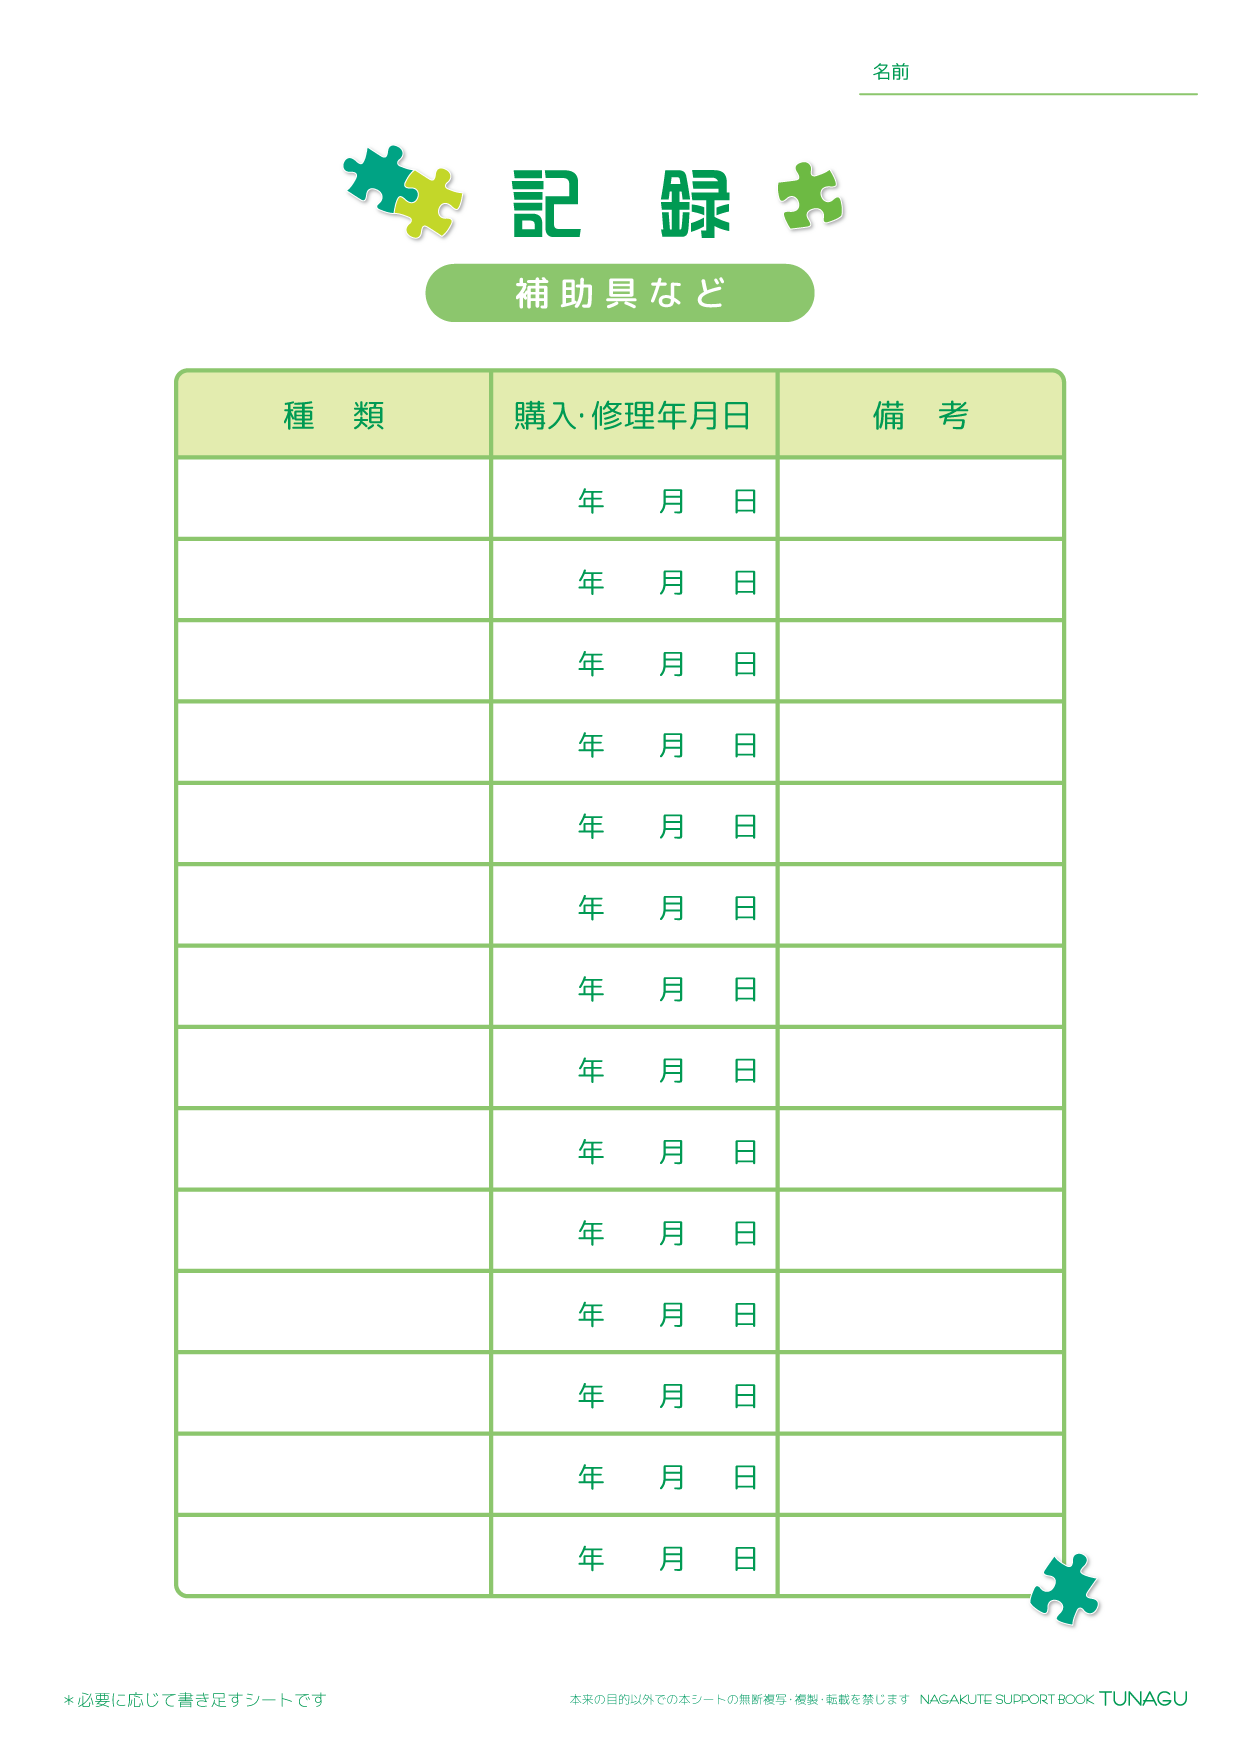 名前
記 録
補助具など
種 類 購入・修理年月日 備 考
年 月 日
年 月 日
年 月 日
年 月 日
年 月 日
年 月 日
年 月 日
年 月 日
年 月 日
年 月 日
年 月 日
年 月 日
年 月 日
年 月 日
＊必要に応じて書き足すシートです
本来の目的以外での本シートの無断複写・複製・転載を禁じます NAGAKUTE SUPPORT BOOK TUNAGU